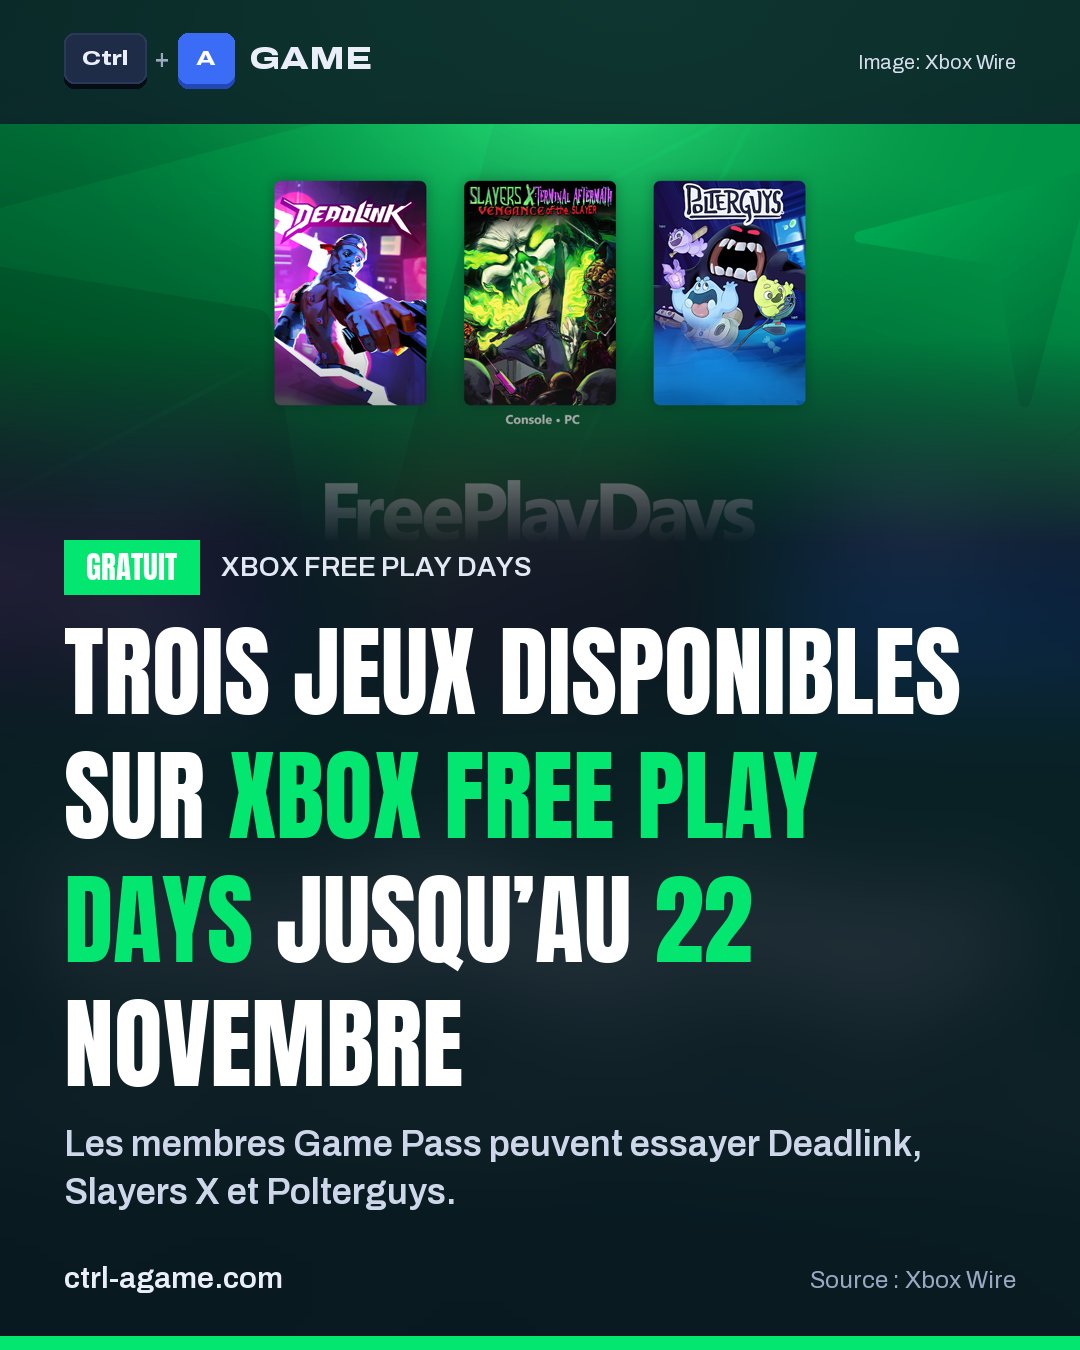 Ctrl + A GAME
Image: Xbox Wire
DEADLINK
SLAYERS X TERMINAL AFTERMATH
VENGANCE of the SLAYER
POLTERGUYS
Console • PC
FreePlayDays
GRATUIT XBOX FREE PLAY DAYS
TROIS JEUX DISPONIBLES
SUR XBOX FREE PLAY
DAYS JUSQU’AU 22
NOVEMBRE
Les membres Game Pass peuvent essayer Deadlink,
Slayers X et Polterguys.
ctrl-agame.com
Source : Xbox Wire